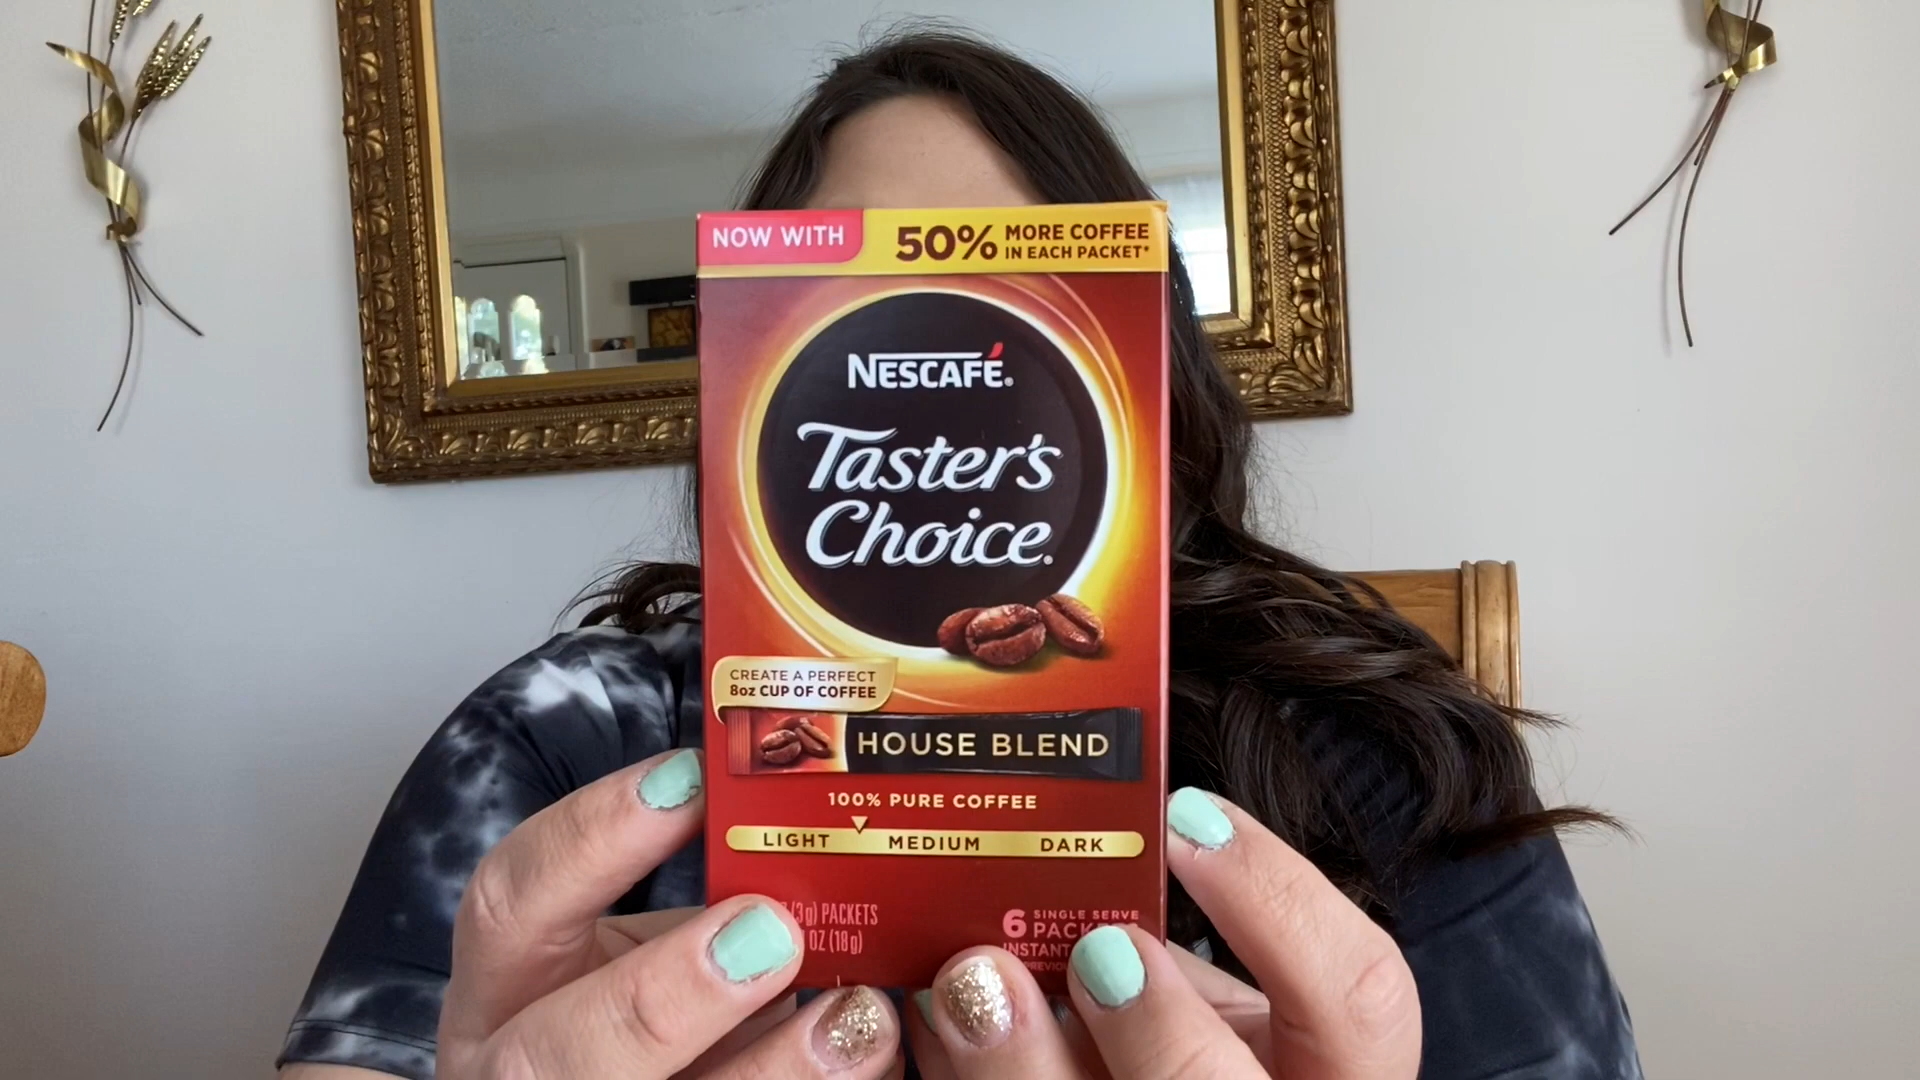 NOW WITH
50% MORE COFFEE
IN EACH PACKET*
NESCAFÉ®
Taster's
Choice®
CREATE A PERFECT
8oz CUP OF COFFEE
HOUSE BLEND
100% PURE COFFEE
LIGHT MEDIUM DARK
(3g) PACKETS
OZ (18g)
6 SINGLE SERVE
INSTANT